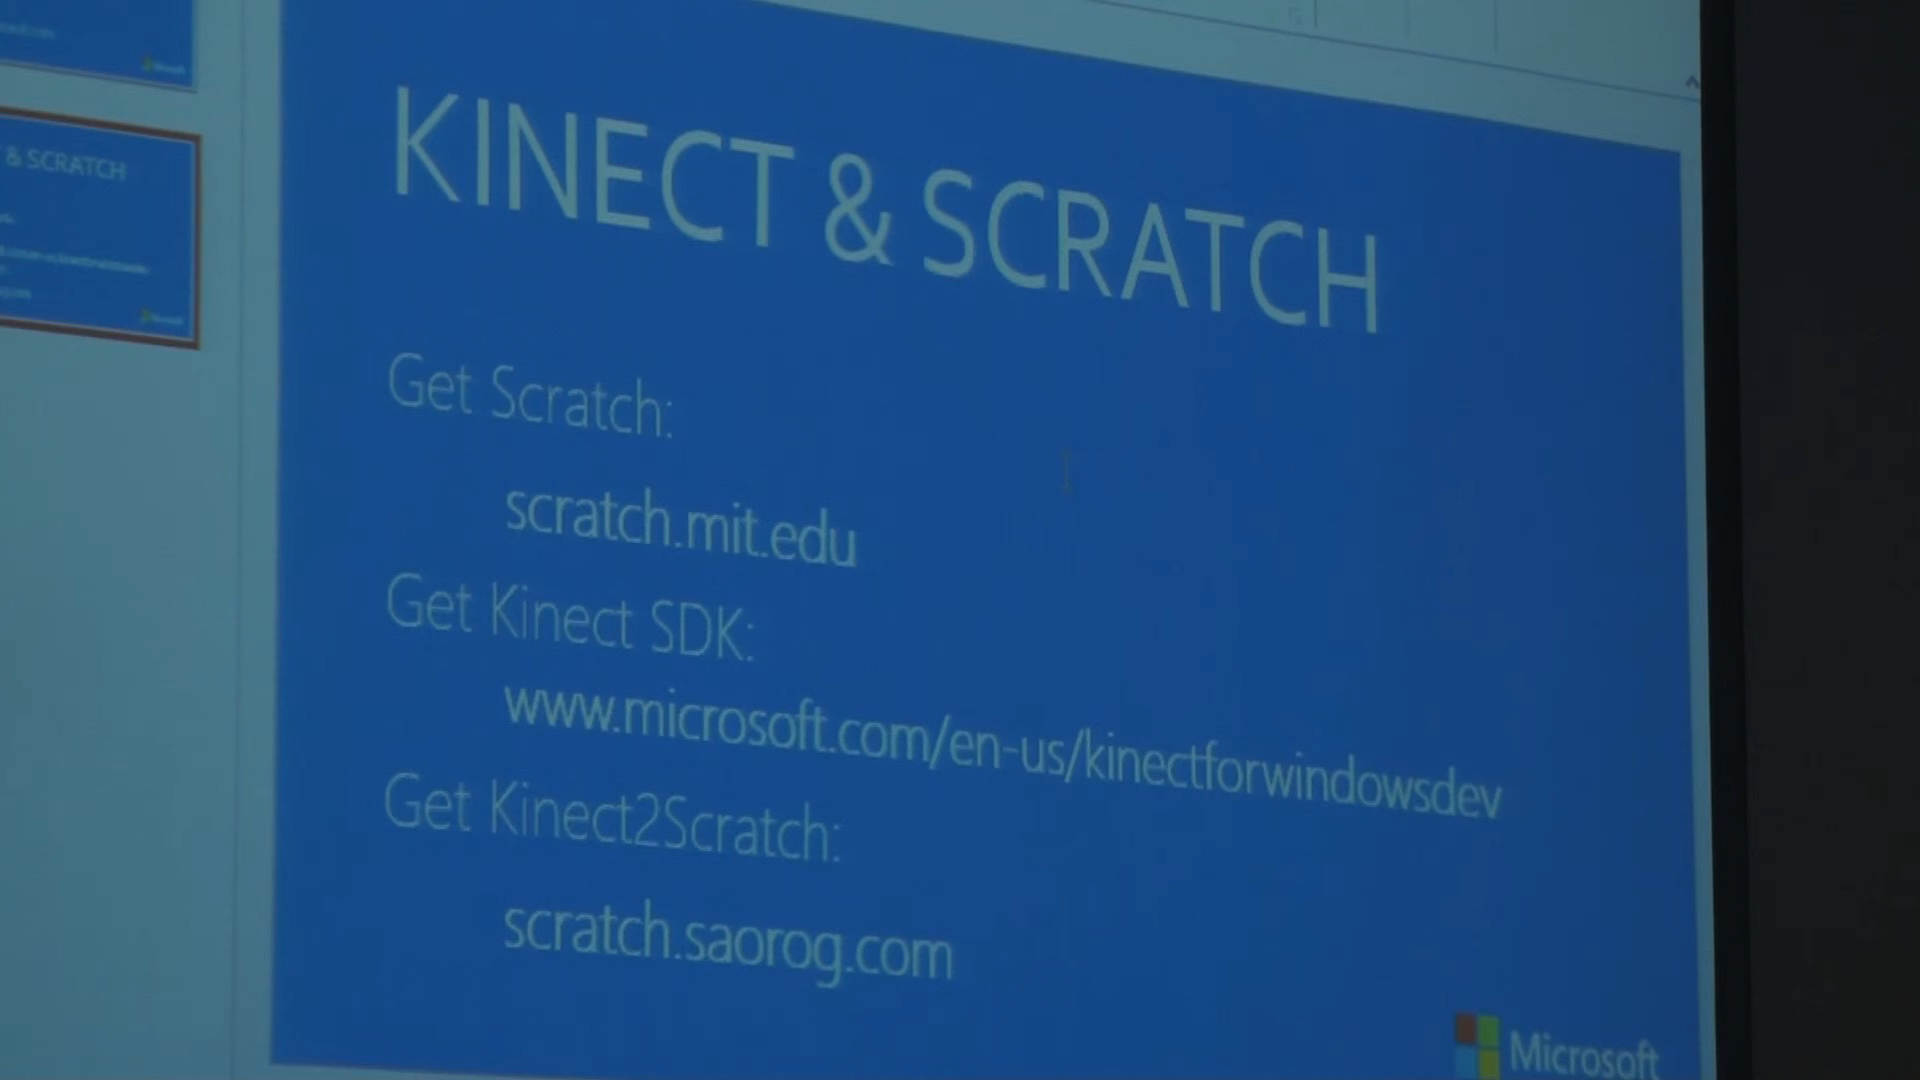 KINECT & SCRATCH
Get Scratch:
scratch.mit.edu
Get Kinect SDK:
www.microsoft.com/en-us/kinectforwindowsdev
Get Kinect2Scratch:
scratch.saorog.com
Microsoft
& SCRATCH